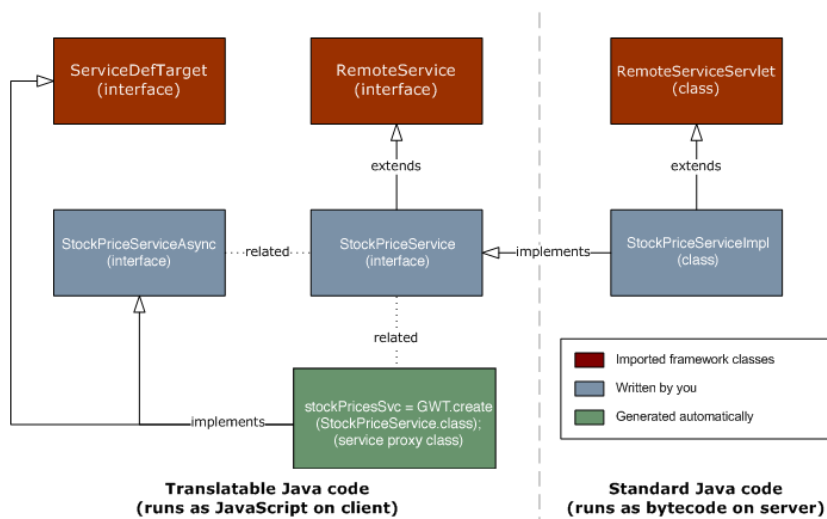 ServiceDefTarget
(interface)
RemoteService
(interface)
RemoteServiceServlet
(class)
extends
extends
StockPriceServiceAsync
(interface)
related
StockPriceService
(interface)
implements
StockPriceServiceImpl
(class)
related
implements
stockPricesSvc = GWT.create
(StockPriceService.class);
(service proxy class)
Imported framework classes
Written by you
Generated automatically
Translatable Java code
(runs as JavaScript on client)
Standard Java code
(runs as bytecode on server)